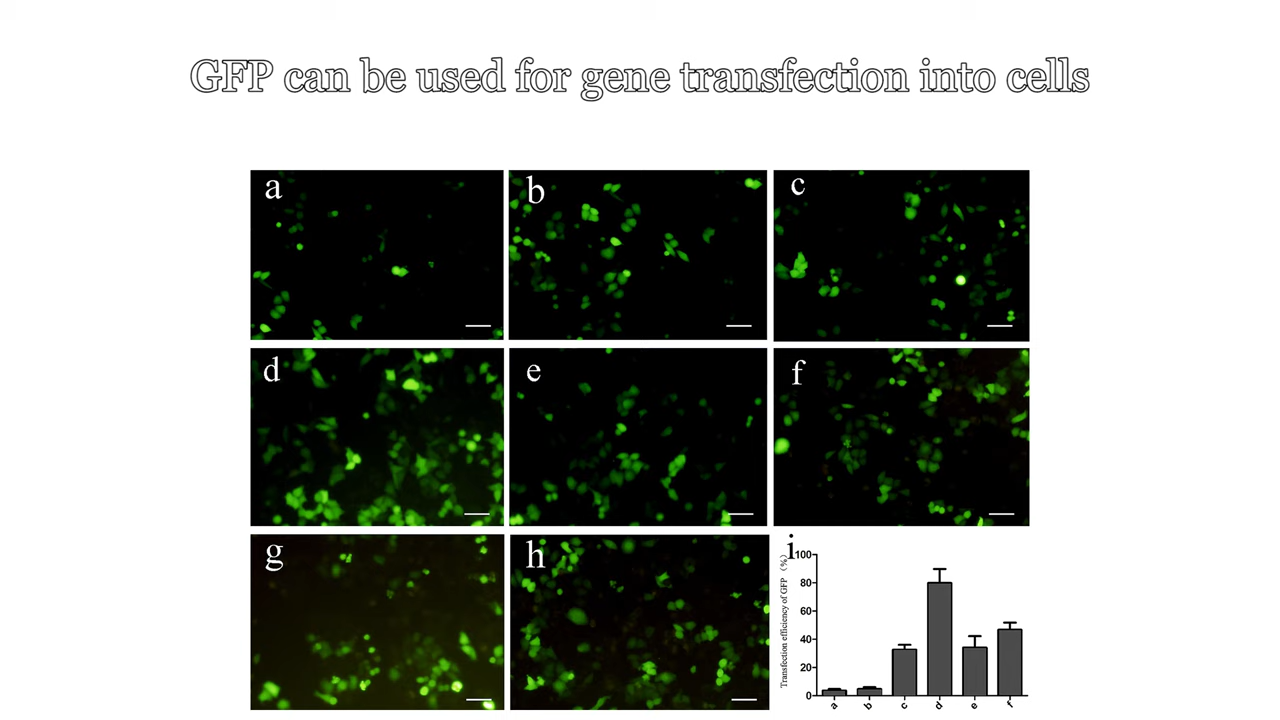 GFP can be used for gene transfection into cells
a
b
c
d
e
f
g
h
i
Transfection efficiency of GFP (%)
100
80
60
40
20
0
a
b
c
d
e
f